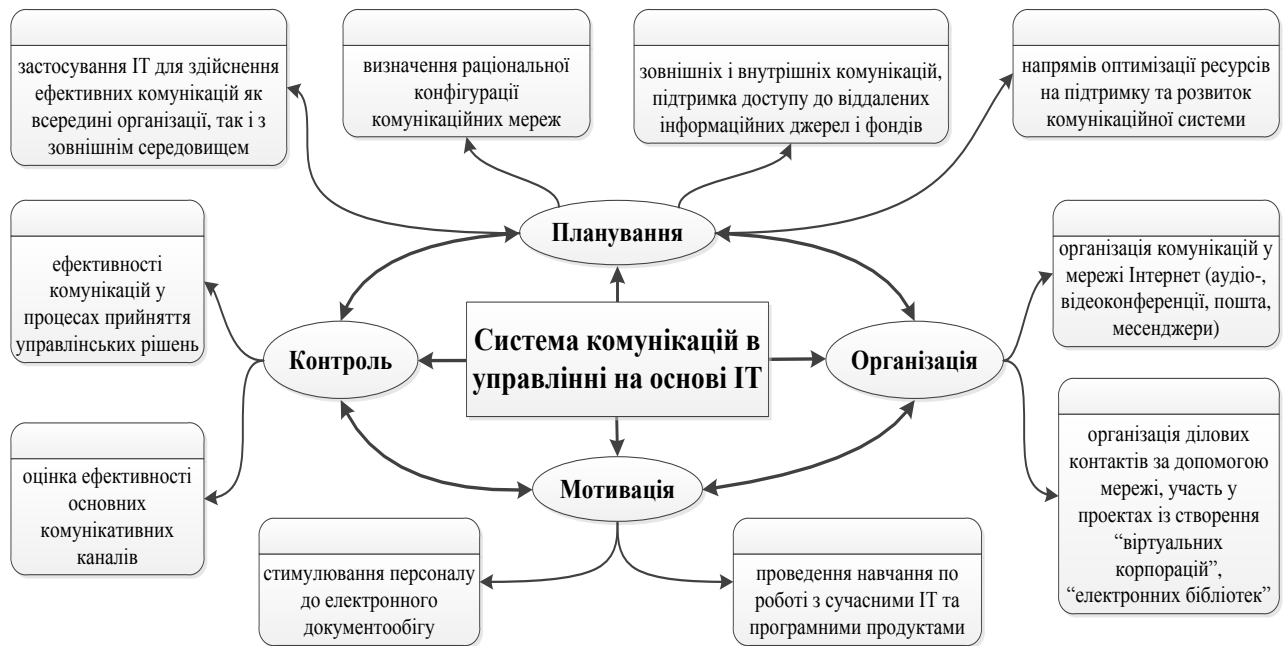 застосування ІТ для здійснення
ефективних комунікацій як
всередині організації, так і з
зовнішнім середовищем
визначення раціональної
конфігурації
комунікаційних мереж
зовнішніх і внутрішніх комунікацій,
підтримка доступу до віддалених
інформаційних джерел і фондів
напрямів оптимізації ресурсів
на підтримку та розвиток
комунікаційної системи
Планування
ефективності
комунікацій у
процесах прийняття
управлінських рішень
організація комунікацій у
мережі Інтернет (аудіо-,
відеоконференції, пошта,
месенджери)
Контроль
Система комунікацій в
управлінні на основі ІТ
Організація
оцінка ефективності
основних
комунікативних
каналів
Мотивація
організація ділових
контактів за допомогою
мережі, участь у
проектах із створення
“віртуальних
корпорацій”,
“електронних бібліотек”
стимулювання персоналу
до електронного
документообігу
проведення навчання по
роботі з сучасними ІТ та
програмними продуктами